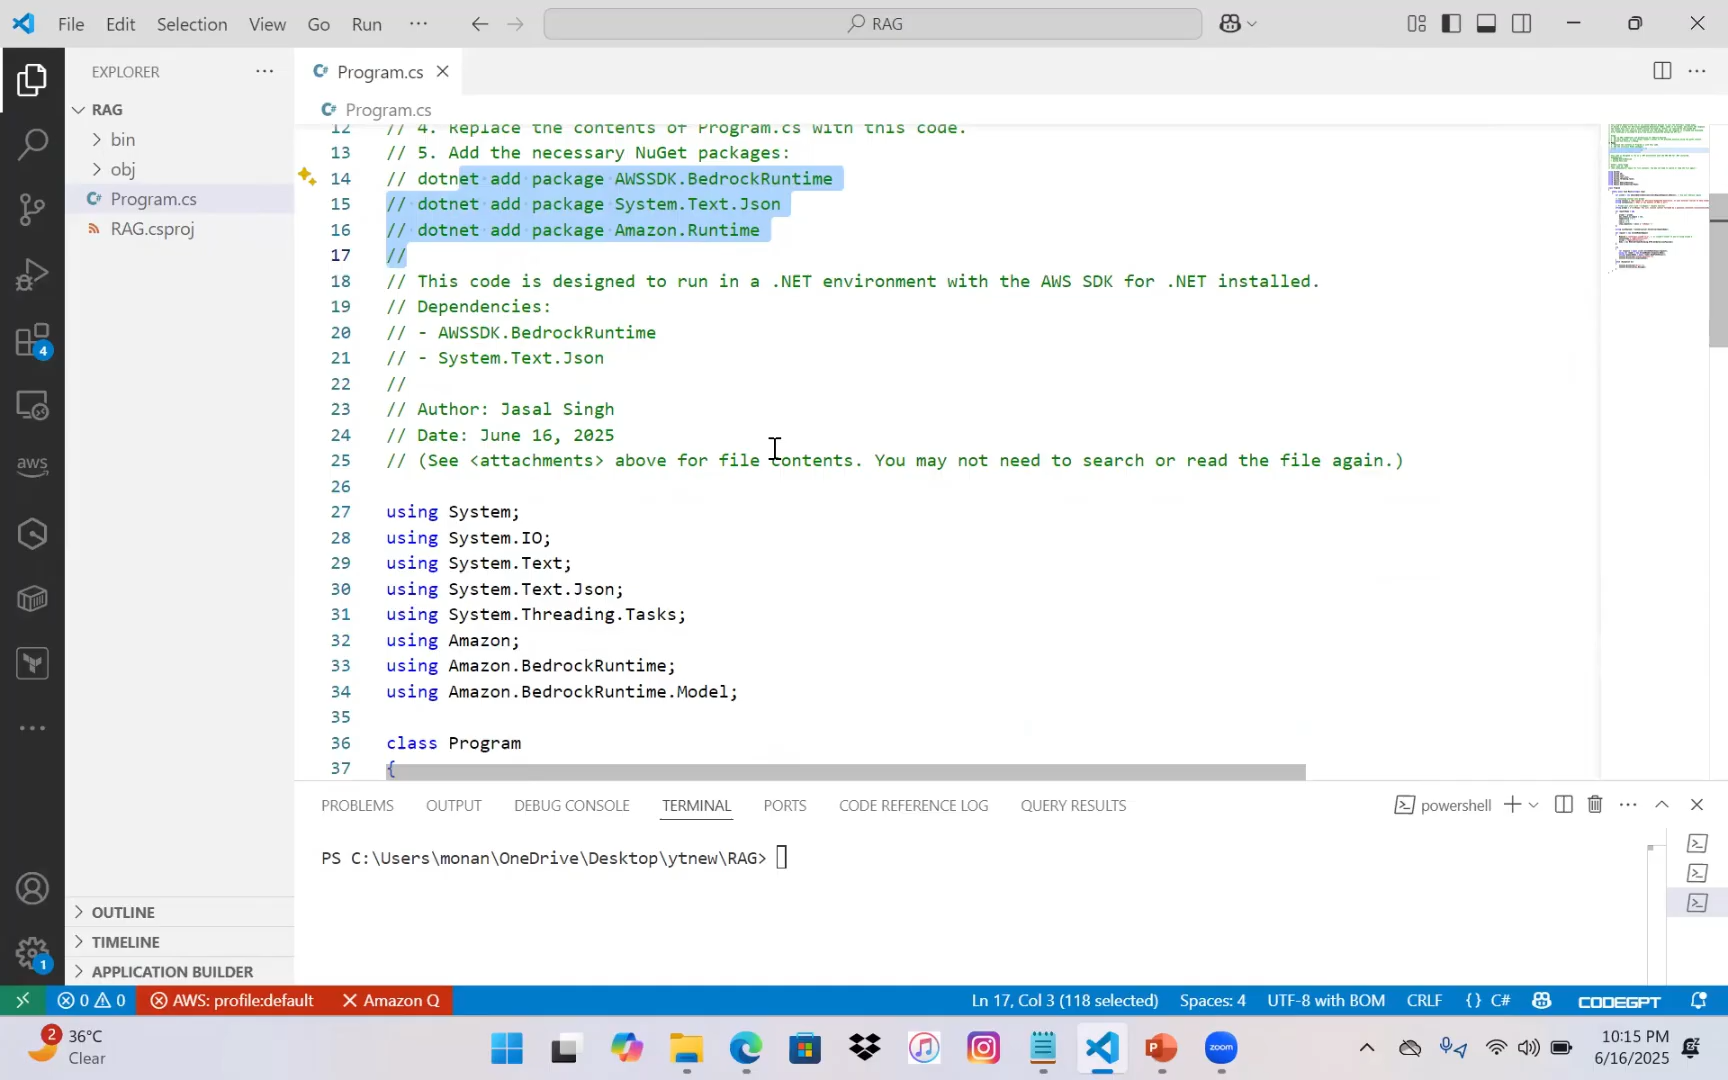 File Edit Selection View Go Run ··· RAG
EXPLORER ···
RAG
bin
obj
Program.cs
RAG.csproj
OUTLINE
TIMELINE
APPLICATION BUILDER
aws
4
1
Program.cs
Program.cs
12 // 4. Replace the contents of Program.cs with this code.
13 // 5. Add the necessary NuGet packages:
14 // dotnet add package AWSSDK.BedrockRuntime
15 // dotnet add package System.Text.Json
16 // dotnet add package Amazon.Runtime
17 //
18 // This code is designed to run in a .NET environment with the AWS SDK for .NET installed.
19 // Dependencies:
20 // - AWSSDK.BedrockRuntime
21 // - System.Text.Json
22 //
23 // Author: Jasal Singh
24 // Date: June 16, 2025
25 // (See <attachments> above for file contents. You may not need to search or read the file again.)
26
27 using System;
28 using System.IO;
29 using System.Text;
30 using System.Text.Json;
31 using System.Threading.Tasks;
32 using Amazon;
33 using Amazon.BedrockRuntime;
34 using Amazon.BedrockRuntime.Model;
35
36 class Program
37 {
PROBLEMS OUTPUT DEBUG CONSOLE TERMINAL PORTS CODE REFERENCE LOG QUERY RESULTS powershell
PS C:\Users\monan\OneDrive\Desktop\ytnew\RAG>
0 0 AWS: profile:default Amazon Q Ln 17, Col 3 (118 selected) Spaces: 4 UTF-8 with BOM CRLF {} C# CODEGPT
2 36°C
Clear
zoom
10:15 PM
6/16/2025